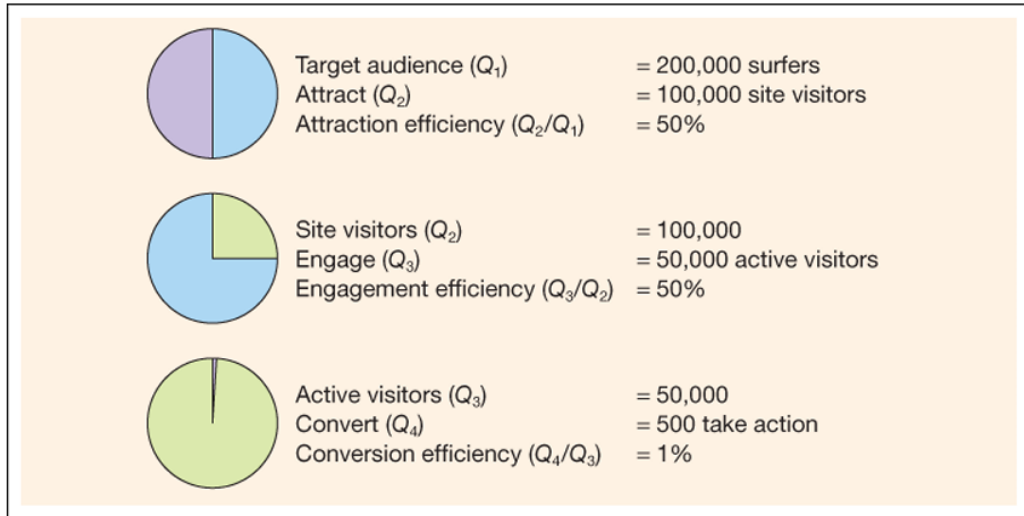 Target audience (Q₁) = 200,000 surfers
Attract (Q₂) = 100,000 site visitors
Attraction efficiency (Q₂/Q₁) = 50%
Site visitors (Q₂) = 100,000
Engage (Q₃) = 50,000 active visitors
Engagement efficiency (Q₃/Q₂) = 50%
Active visitors (Q₃) = 50,000
Convert (Q₄) = 500 take action
Conversion efficiency (Q₄/Q₃) = 1%